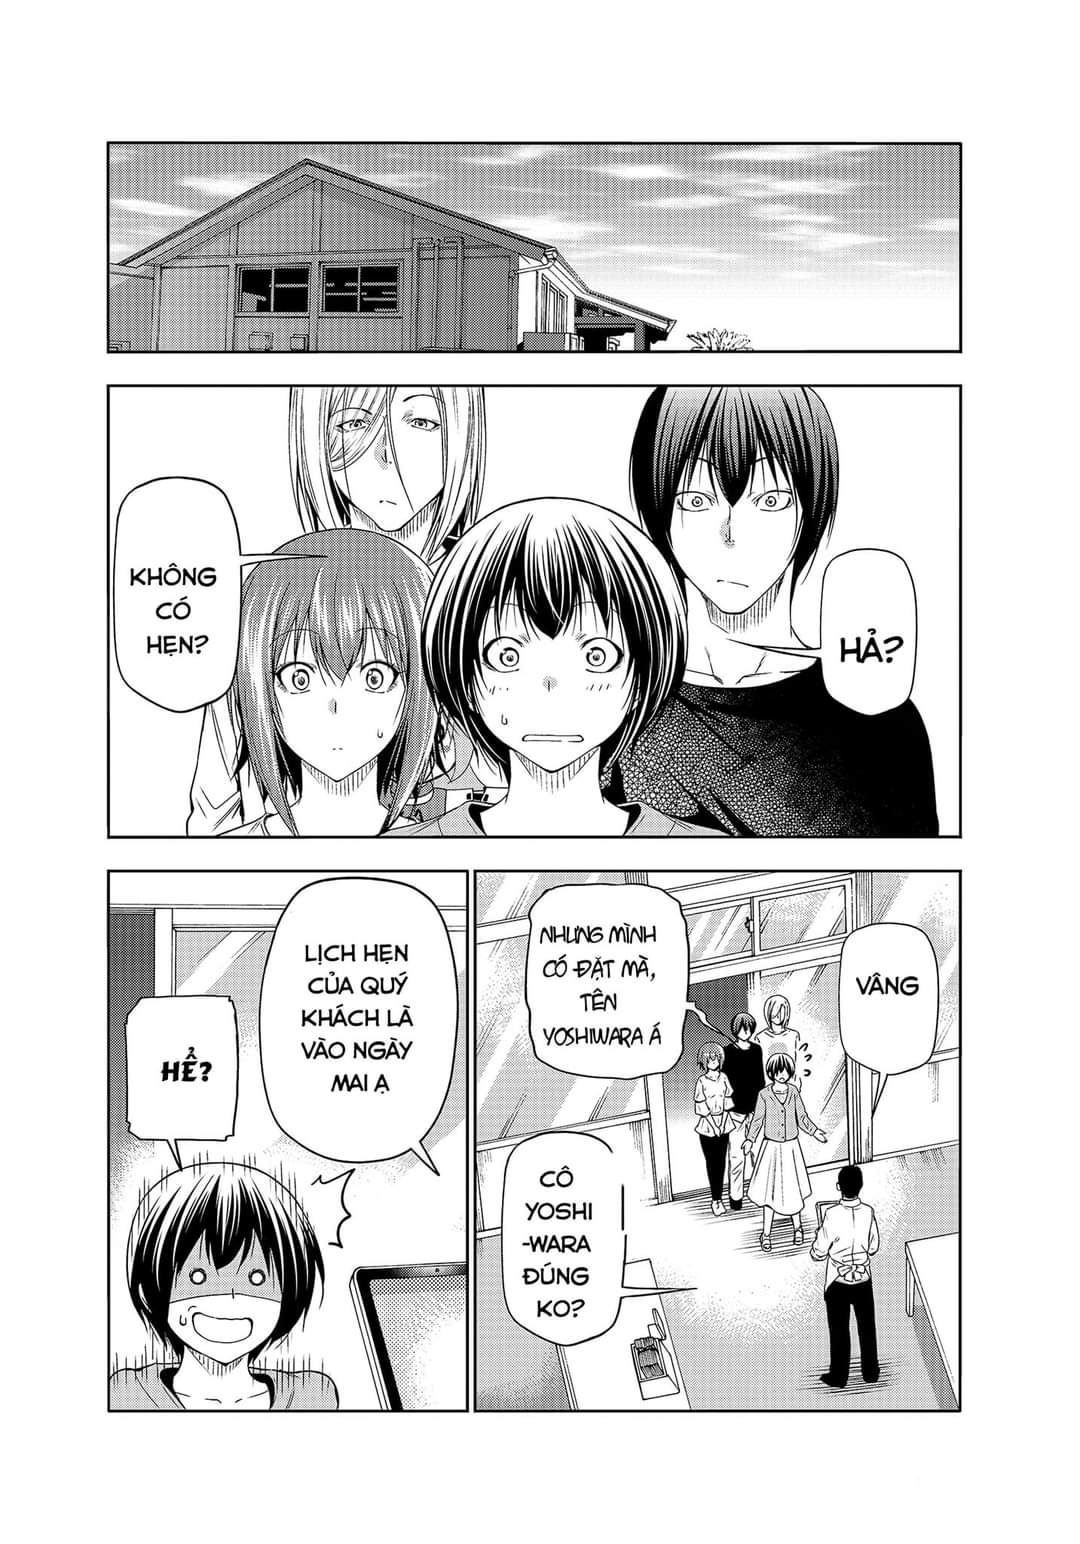 HẢ?
KHÔNG
CÓ
HẸN?
VÂNG
NHƯNG MÌNH
CÓ ĐẶT MÀ,
TÊN
YOSHIWARA Á
CÔ
YOSHI
-WARA
ĐÚNG
KO?
LỊCH HẸN
CỦA QUÝ
KHÁCH LÀ
VÀO NGÀY
MAI Ạ
HỂ?